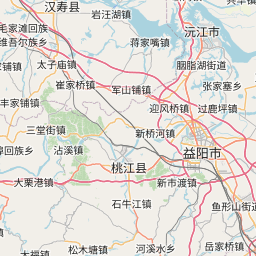 汉寿县
岩汪湖镇
毛家滩回族
维吾尔族乡
蒋家嘴镇
沅江市
太子庙镇
胭脂湖街道
崔家桥镇
军山铺镇
张家塞乡
丰家铺镇
迎风桥镇
过鹿坪镇
三堂街镇
新桥河镇
沾溪镇
益阳市
桃江县
大栗港镇
新市渡镇
石牛江镇
鱼形山街道
松木塘镇
河溪水乡
岳家桥镇